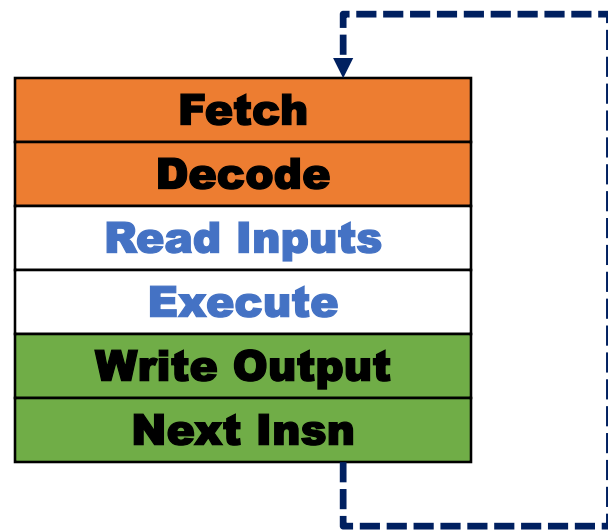 Fetch
Decode
Read Inputs
Execute
Write Output
Next Insn